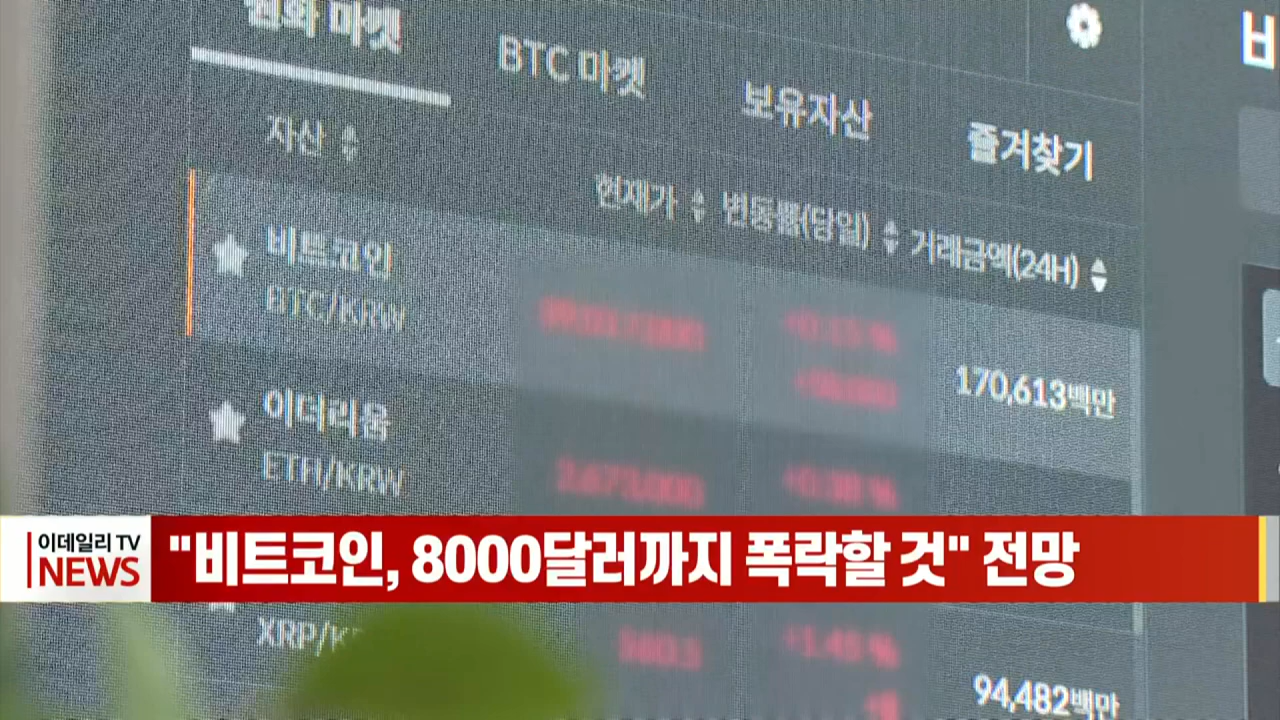 원화 마켓
BTC 마켓
보유자산
즐겨찾기
비
자산
현재가
변동률(당일)
거래금액(24H)
비트코인
BTC/KRW
170,613백만
이더리움
ETH/KRW
이데일리 TV
NEWS
"비트코인, 8000달러까지 폭락할 것" 전망
94,482백만